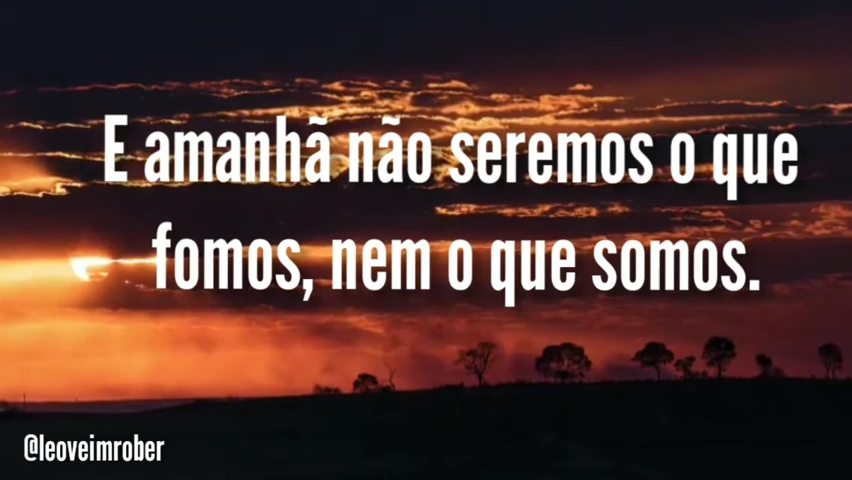 E amanhã não seremos o que
fomos, nem o que somos.
@leoveimrober